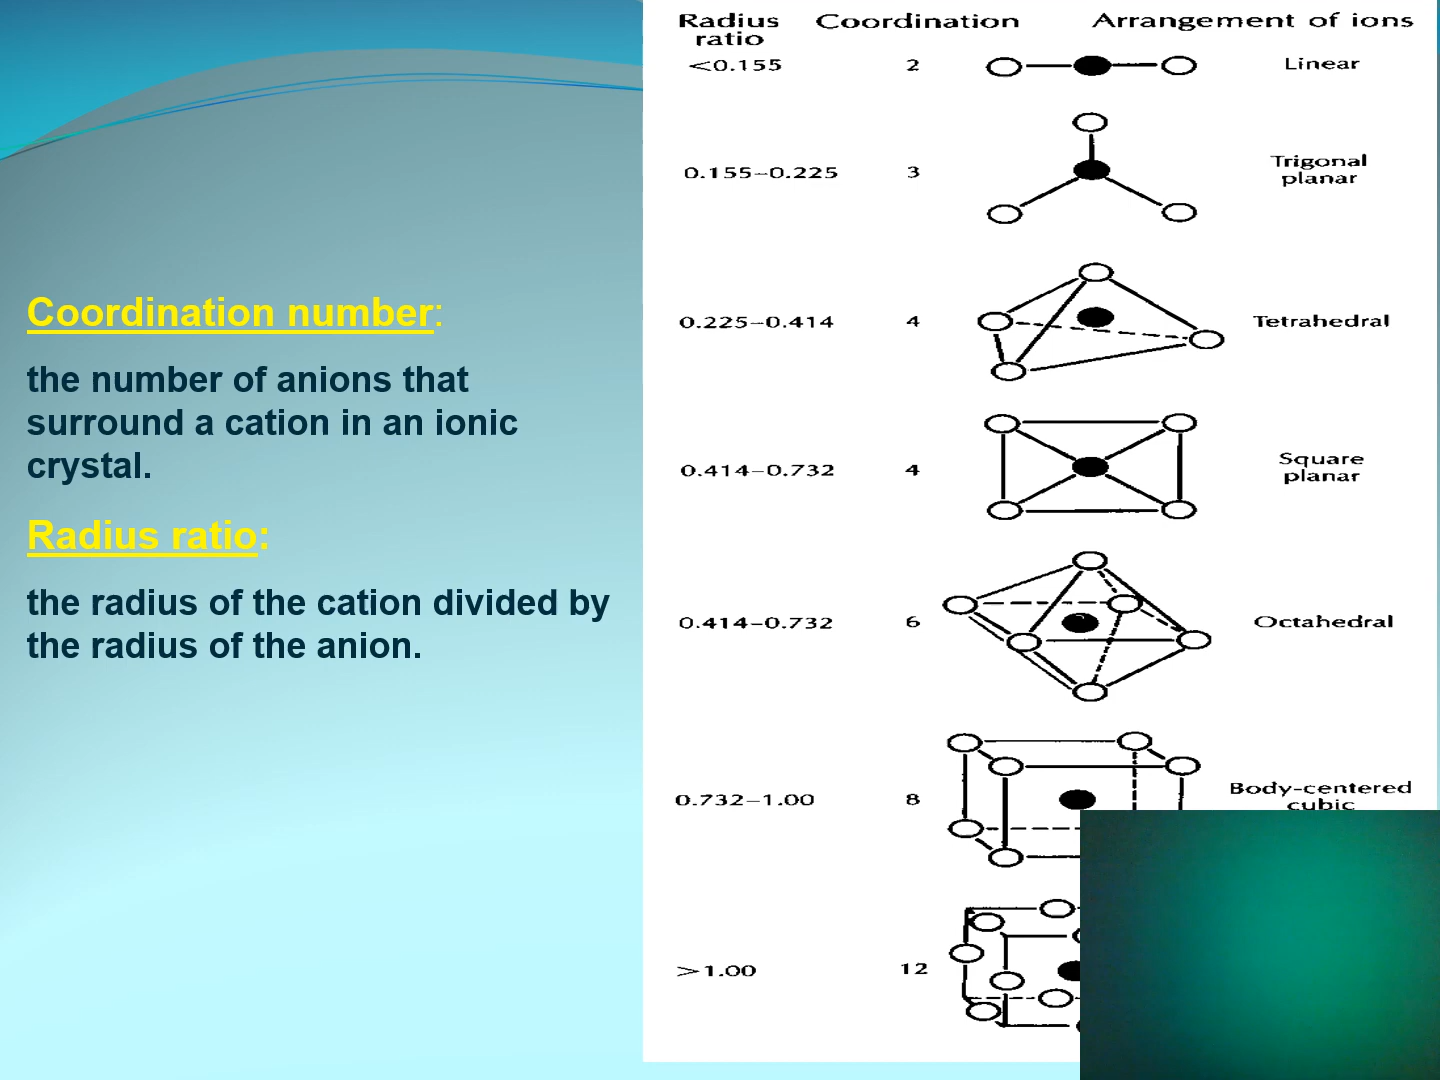 Coordination number:
the number of anions that
surround a cation in an ionic
crystal.
Radius ratio:
the radius of the cation divided by
the radius of the anion.
Radius ratio Coordination Arrangement of ions
<0.155 2 Linear
0.155–0.225 3 Trigonal planar
0.225–0.414 4 Tetrahedral
0.414–0.732 4 Square planar
0.414–0.732 6 Octahedral
0.732–1.00 8 Body-centered cubic
>1.00 12